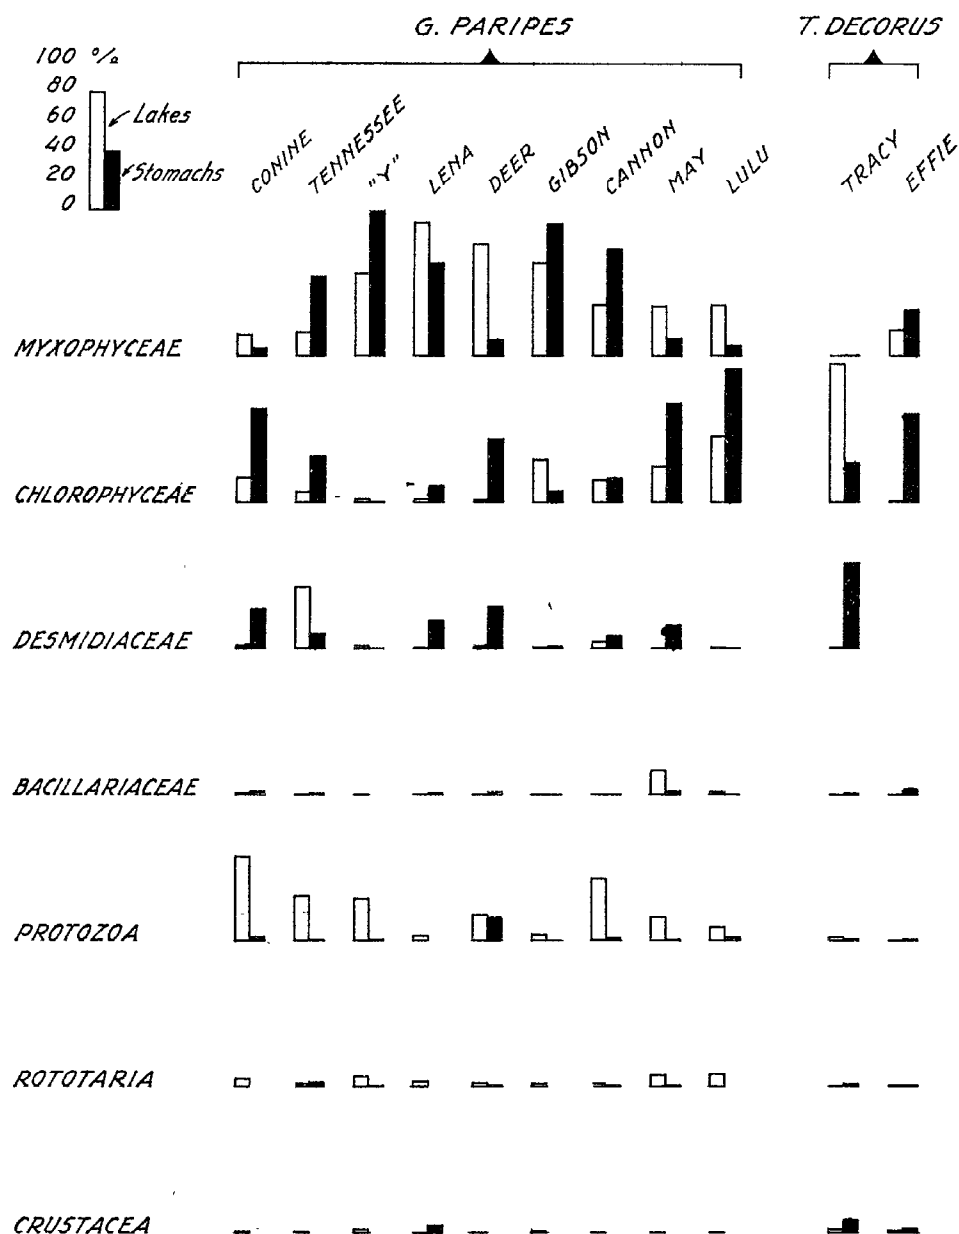 G. PARIPES
T. DECORUS
100 %
80
60
40
20
0
Lakes
Stomachs
CONINE
TENNESSEE
"Y"
LENA
DEER
GIBSON
CANNON
MAY
LULU
TRACY
EFFIE
MYXOPHYCEAE
CHLOROPHYCEAE
DESMIDIACEAE
BACILLARIACEAE
PROTOZOA
ROTOTARIA
CRUSTACEA